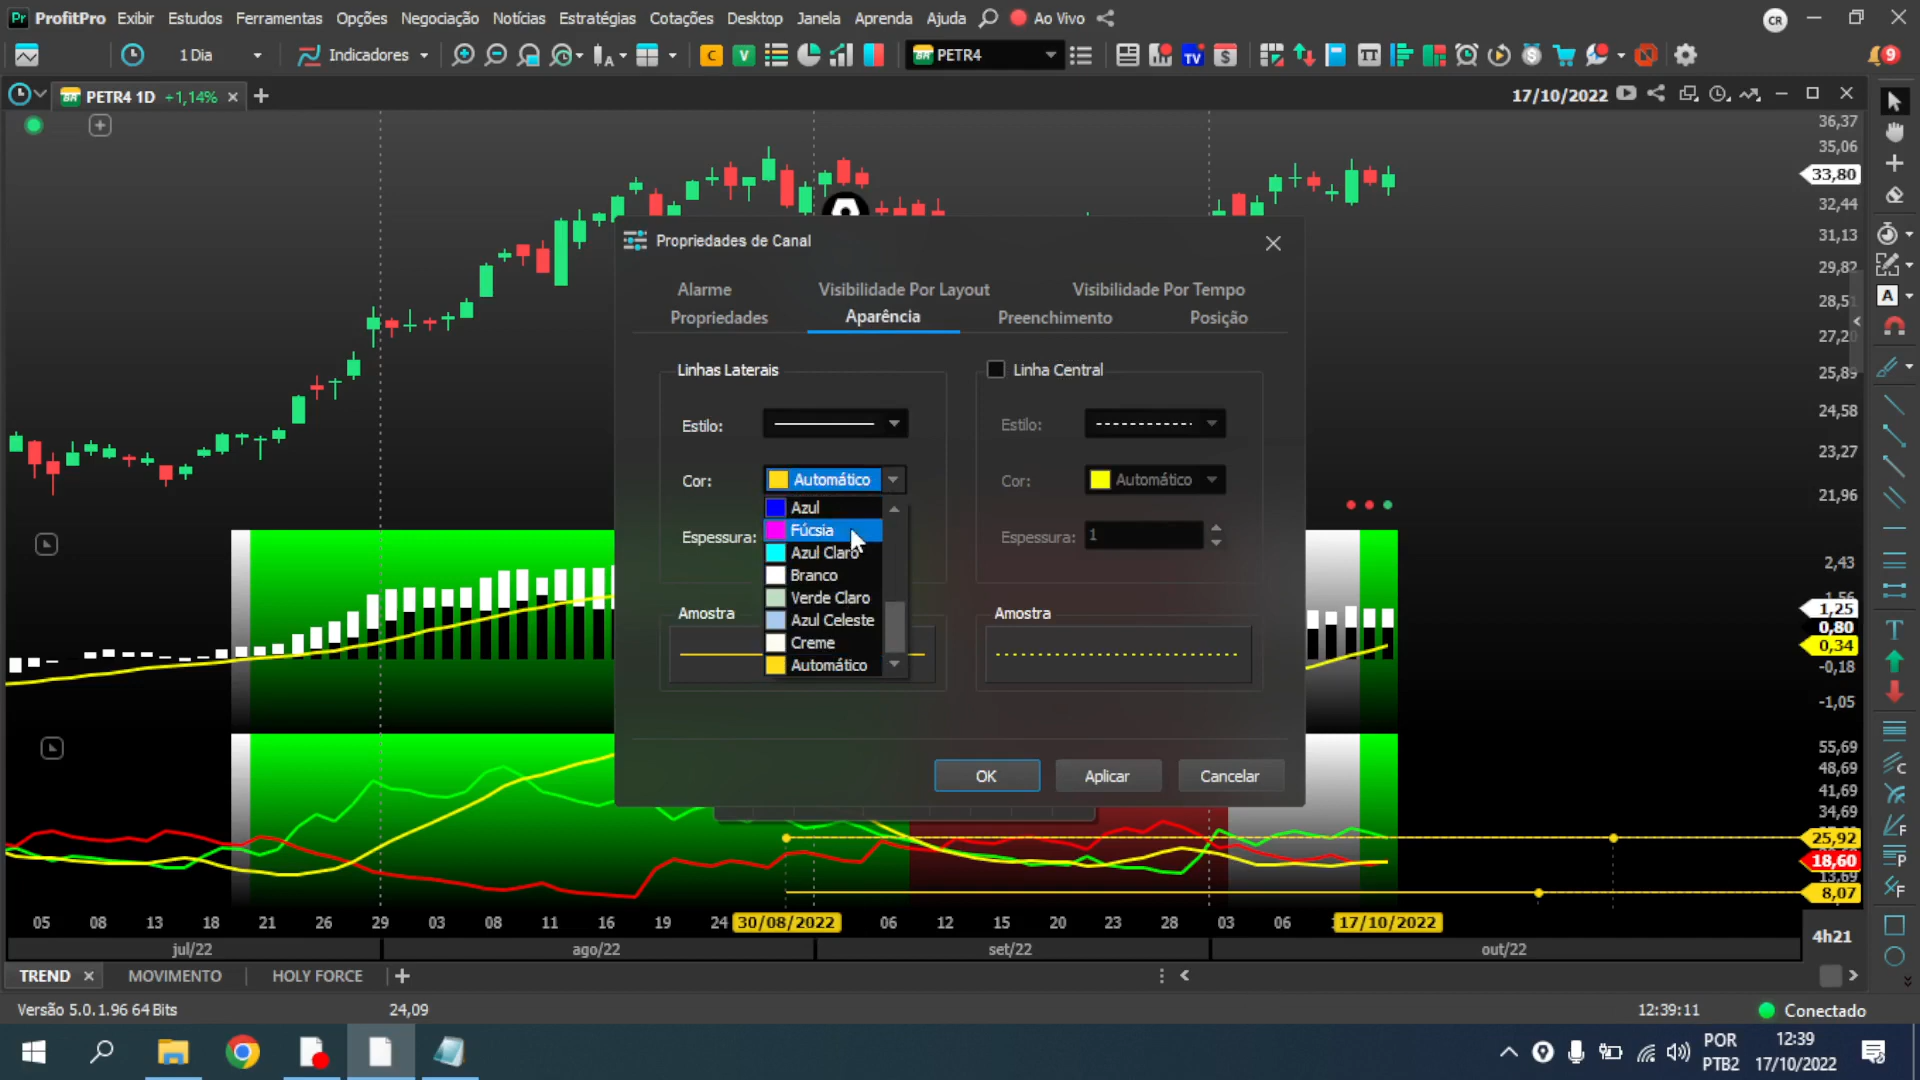 Pr ProfitPro Exibir Estudos Ferramentas Opções Negociação Notícias Estratégias Cotações Desktop Janela Aprenda Ajuda Ao Vivo CR
1 Dia Indicadores C V PETR4 TV $ TT 9
PETR4 1D +1,14% 17/10/2022
36,37
35,06
33,80
32,44
31,13
29,82
28,51
27,20
25,89
24,58
23,27
21,96
2,43
1,25
0,80
0,34
-0,18
-1,05
55,69
48,69
41,69
34,69
25,92
18,60
13,69
8,07
Propriedades de Canal
Alarme Visibilidade Por Layout Visibilidade Por Tempo
Propriedades Aparência Preenchimento Posição
Linhas Laterais Linha Central
Estilo: Estilo:
Cor: Automático Cor: Automático
Espessura: Espessura: 1
Azul
Fúcsia
Azul Claro
Branco
Verde Claro
Azul Celeste
Creme
Automático
Amostra Amostra
OK Aplicar Cancelar
05 08 13 18 21 26 29 03 08 11 16 19 24 30/08/2022 06 12 15 20 23 28 03 06 17/10/2022
jul/22 ago/22 set/22 out/22 4h21
TREND MOVIMENTO HOLY FORCE
Versão 5.0.1.96 64 Bits 24,09 12:39:11 Conectado
POR 12:39
PTB2 17/10/2022